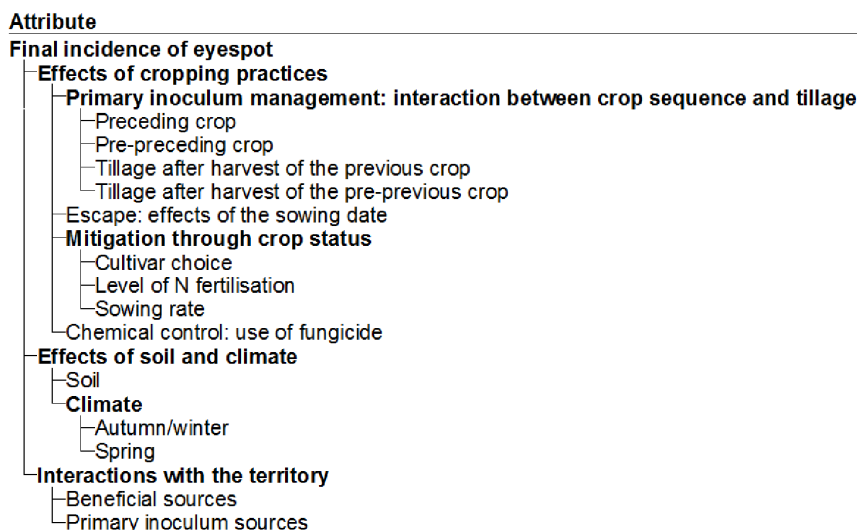 Attribute
Final incidence of eyespot
Effects of cropping practices
Primary inoculum management: interaction between crop sequence and tillage
Preceding crop
Pre-preceding crop
Tillage after harvest of the previous crop
Tillage after harvest of the pre-previous crop
Escape: effects of the sowing date
Mitigation through crop status
Cultivar choice
Level of N fertilisation
Sowing rate
Chemical control: use of fungicide
Effects of soil and climate
Soil
Climate
Autumn/winter
Spring
Interactions with the territory
Beneficial sources
Primary inoculum sources